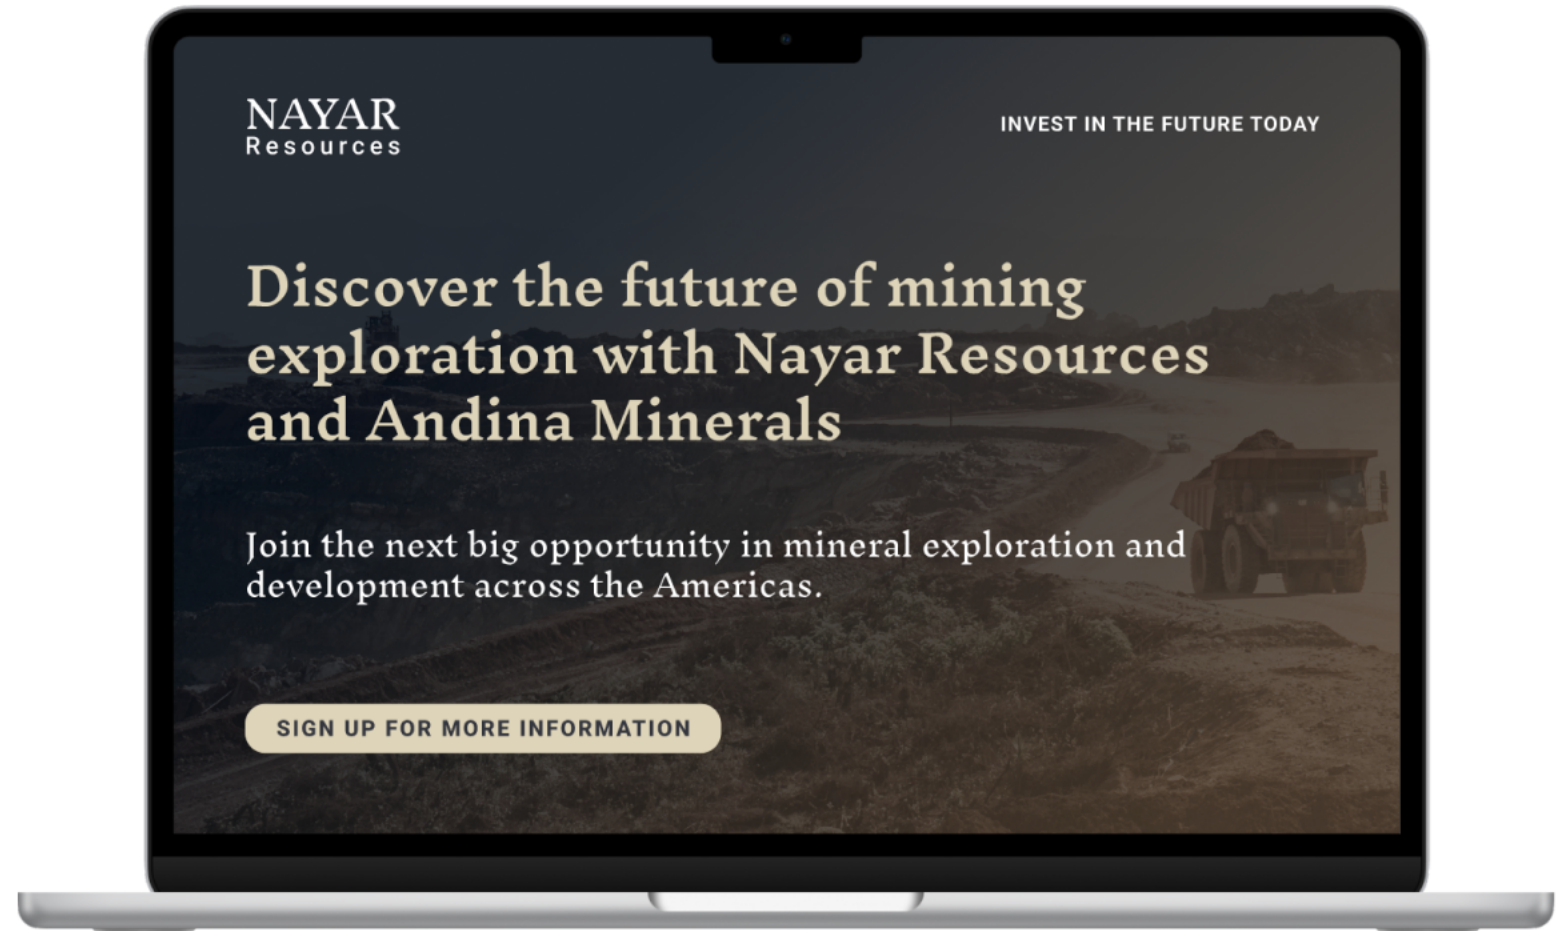 NAYAR
Resources
INVEST IN THE FUTURE TODAY
Discover the future of mining
exploration with Nayar Resources
and Andina Minerals
Join the next big opportunity in mineral exploration and
development across the Americas.
SIGN UP FOR MORE INFORMATION